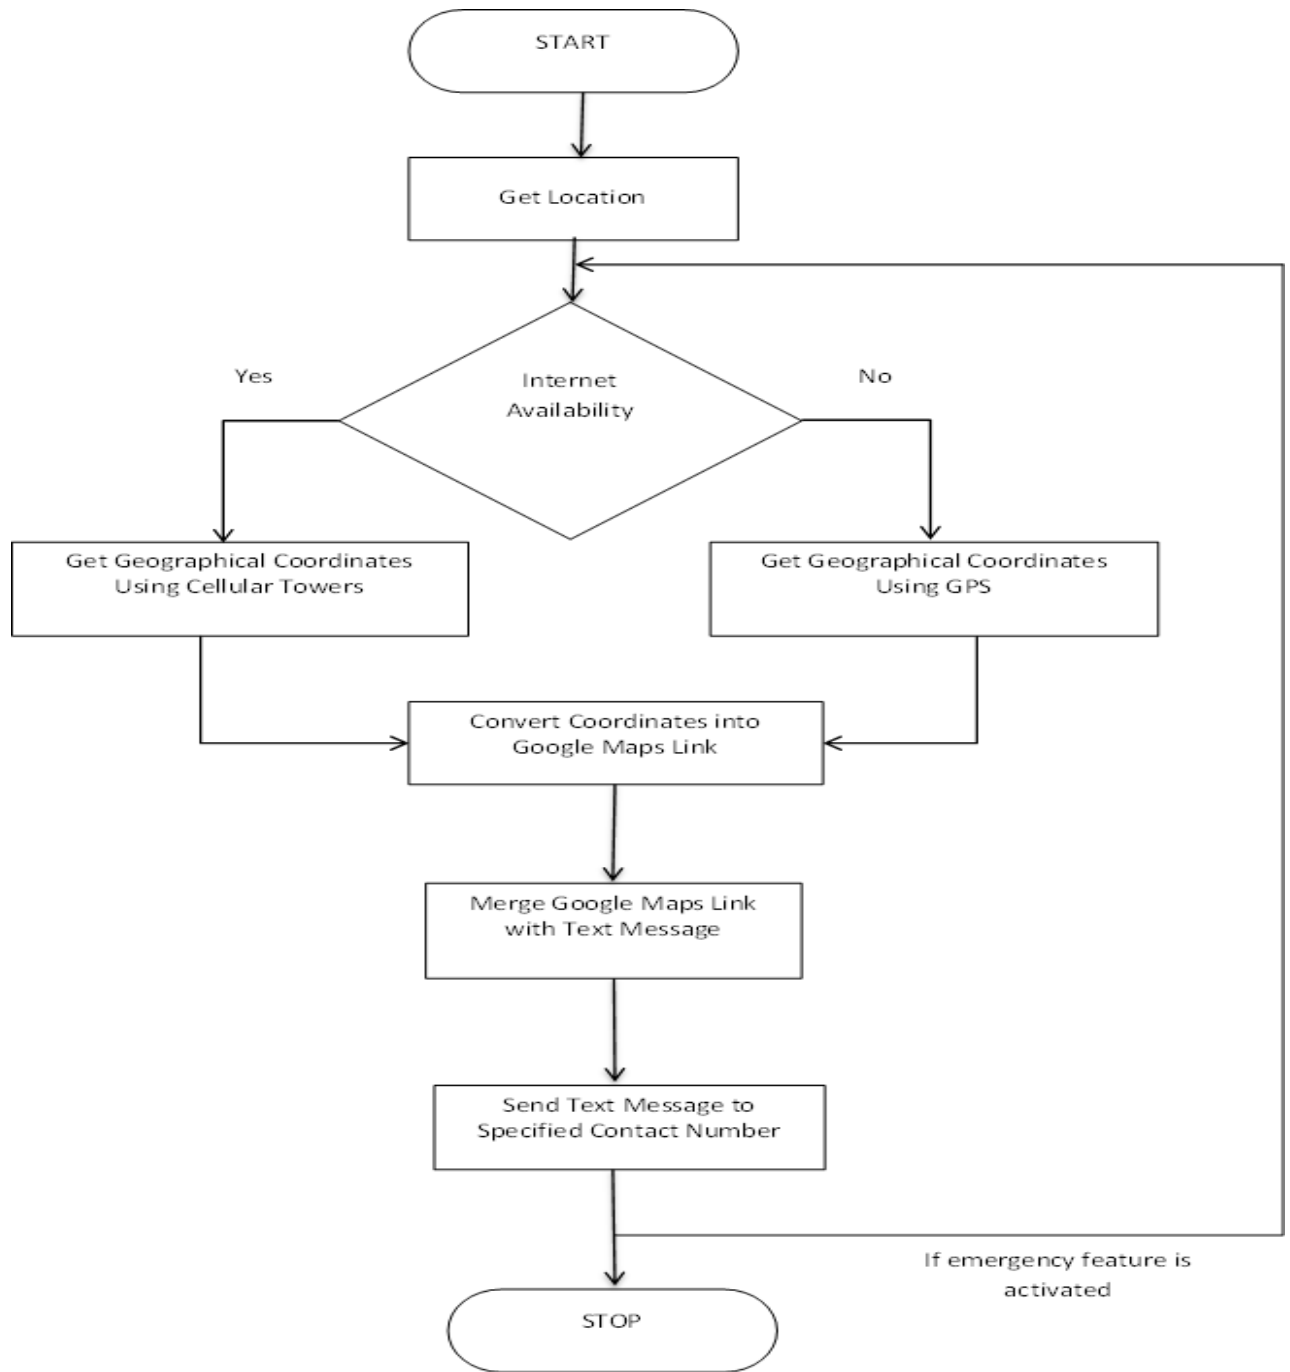 START
Get Location
Yes
Internet
Availability
No
Get Geographical Coordinates
Using Cellular Towers
Get Geographical Coordinates
Using GPS
Convert Coordinates into
Google Maps Link
Merge Google Maps Link
with Text Message
Send Text Message to
Specified Contact Number
If emergency feature is
activated
STOP